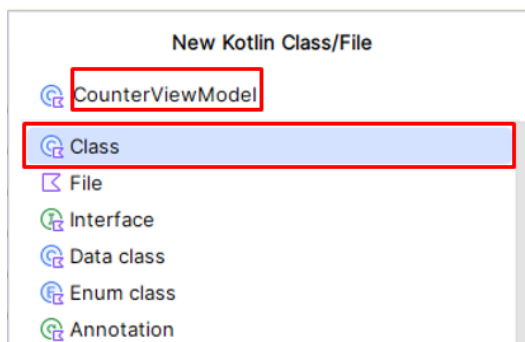 New Kotlin Class/File
CounterViewModel
Class
File
Interface
Data class
Enum class
Annotation